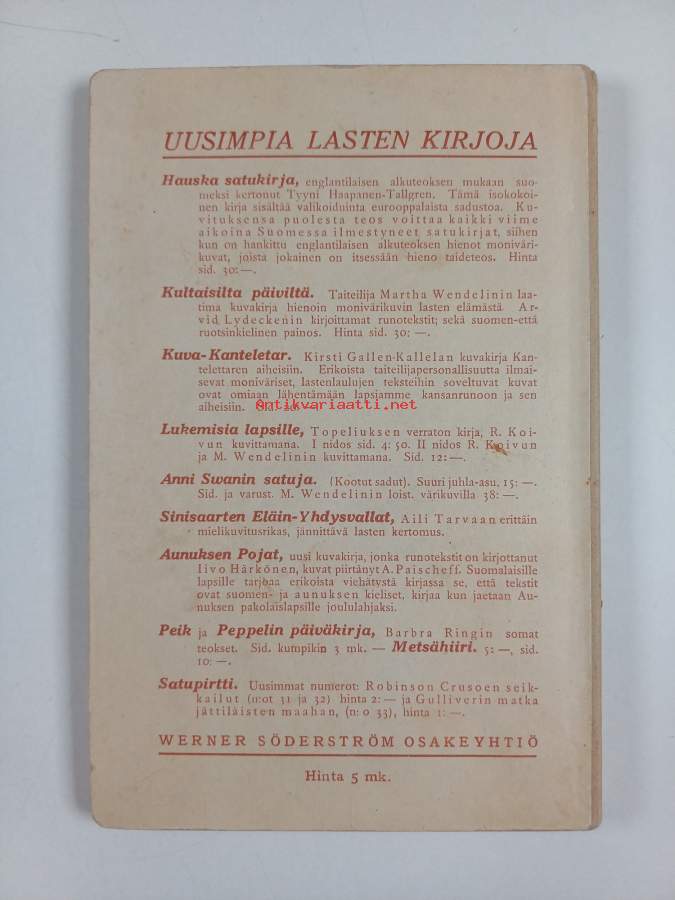 UUSIMPIA LASTEN KIRJOJA
Hauska satukirja, englantilaisen alkuteoksen mukaan suo-
meksi kertonut Tyyni Haapanen-Tallgren. Tämä isokokoi-
nen kirja sisältää valikoiduinta eurooppalaista sadustoa. Ku-
vituksensa puolesta teos voittaa kaikki viime
aikoina Suomessa ilmestyneet satukirjat, siihen
kun on hankittu englantilaisen alkuteoksen hienot moniväri-
kuvat, joista jokainen on itsessään hieno taideteos. Hinta
sid. 30: —.
Kultaisilta päiviltä. Taiteilija Martha Wendelinin laa-
tima kuvakirja hienoin monivärikuvin lasten elämästä Ar-
vid Lydeckenin kirjoittamat runotekstit; sekä suomen-että
ruotsinkielinen painos. Hinta sid. 30: —.
Kuva-Kanteletar. Kirsti Gallen-Kallelan kuvakirja Kan-
telettaren aiheisiin. Erikoista taiteilijapersonallisuutta ilmai-
sevat moniväriset, lastenlaulujen teksteihin soveltuvat kuvat
ovat omiaan lähentämään lapsiamme kansanrunoon ja sen
aiheisiin. Sid.
Antikvariaatti.net
Lukemisia lapsille, Topeliuksen verraton kirja, R. Koi-
vun kuvittamana. I nidos sid. 4: 50. II nidos R. Koivun
ja M. Wendelinin kuvittamana. Sid. 12: —.
Anni Swanin satuja. (Kootut sadut). Suuri juhla-asu, 15: —.
Sid. ja varust. M. Wendelinin loist. värikuvilla 38: —.
Sinisaarten Eläin-Yhdysvallat, Aili Tarvaan erittäin
mielikuvitusrikas, jännittävä lasten kertomus.
Aunuksen Pojat, uusi kuvakirja, jonka runotekstit on kirjottanut
Iivo Härkönen, kuvat piirtänyt A. Paischeff. Suomalaisille
lapsille tarjoaa erikoista viehätystä kirjassa se, että tekstit
ovat suomen- ja aunuksen kieliset, kirjaa kun jaetaan Au-
nuksen pakolaislapsille joululahjaksi.
Peik ja Peppelin päiväkirja, Barbra Ringin somat
teokset. Sid. kumpikin 3 mk. — Metsähiiri. 5: —, sid.
10: —.
Satupirtti. Uusimmat numerot: Robinson Crusoen seik-
kailut (n:ot 31 ja 32) hinta 2: — ja Gulliverin matka
jättiläisten maahan, (n:o 33), hinta 1: —.
WERNER SÖDERSTRÖM OSAKEYHTIÖ
Hinta 5 mk.